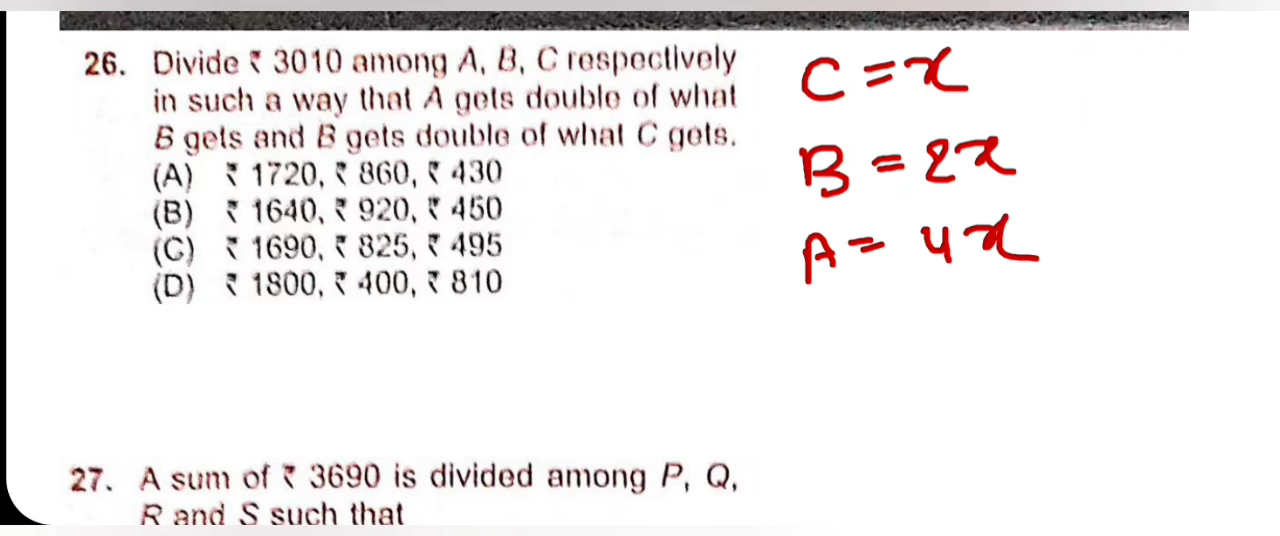 26. Divide ₹ 3010 among A, B, C respectively
in such a way that A gets double of what
B gets and B gets double of what C gets.
(A) ₹ 1720, ₹ 860, ₹ 430
(B) ₹ 1640, ₹ 920, ₹ 450
(C) ₹ 1690, ₹ 825, ₹ 495
(D) ₹ 1800, ₹ 400, ₹ 810
C = x
B = 2x
A = 4x
27. A sum of ₹ 3690 is divided among P, Q,
R and S such that